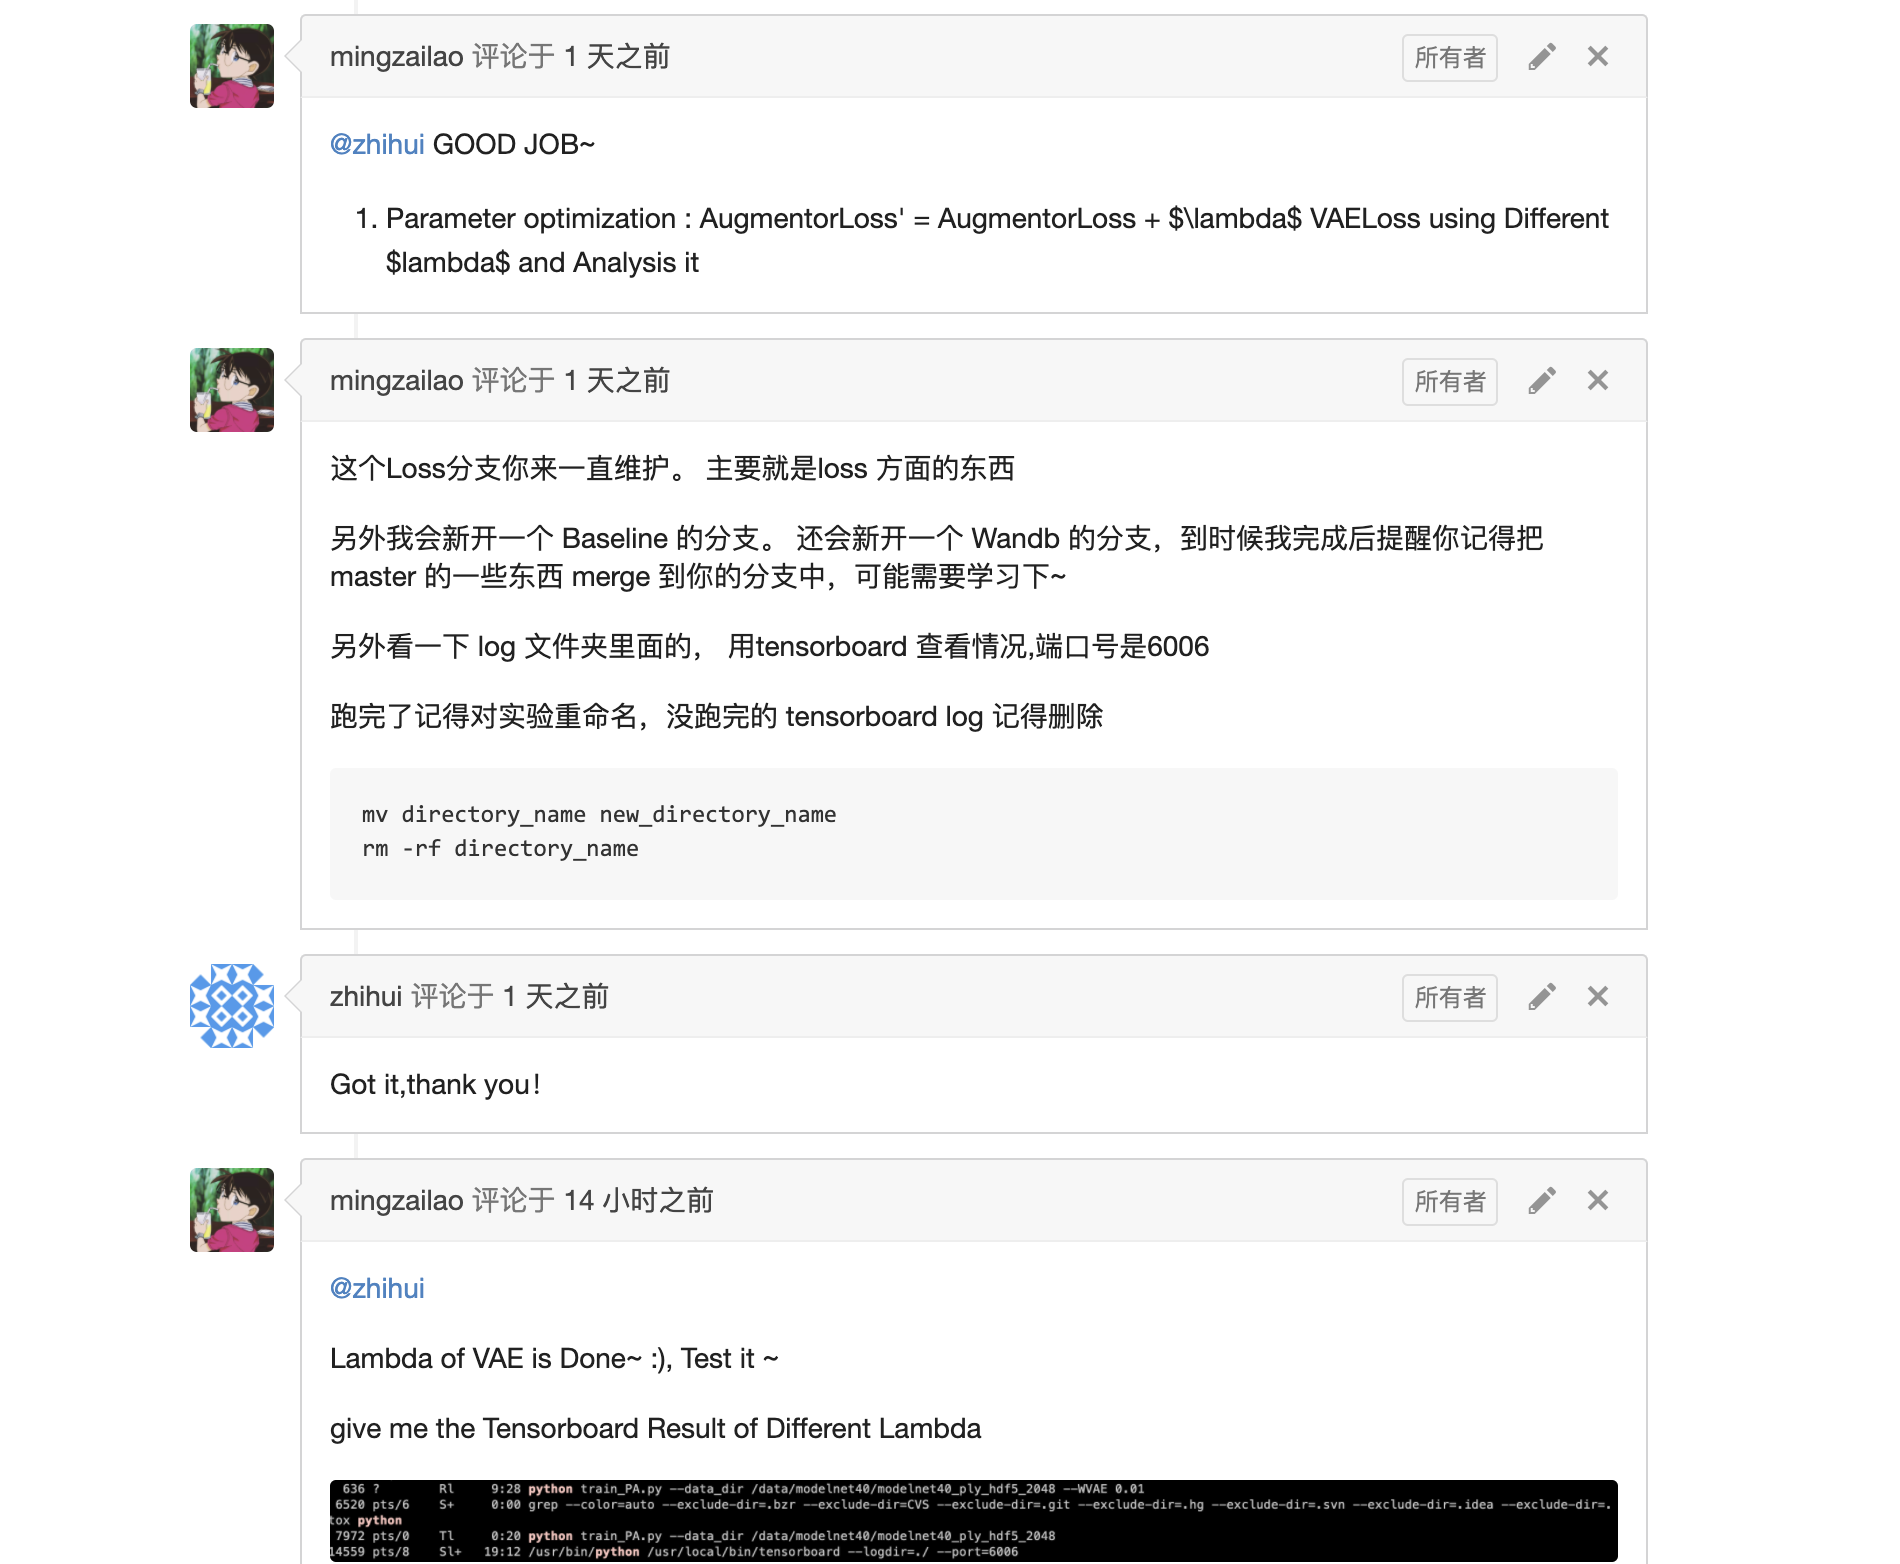 mingzailao 评论于 1 天之前 所有者
@zhihui GOOD JOB~
1. Parameter optimization : AugmentorLoss' = AugmentorLoss + $\lambda$ VAELoss using Different
$lambda$ and Analysis it
mingzailao 评论于 1 天之前 所有者
这个Loss分支你来一直维护。 主要就是loss 方面的东西
另外我会新开一个 Baseline 的分支。 还会新开一个 Wandb 的分支，到时候我完成后提醒你记得把
master 的一些东西 merge 到你的分支中，可能需要学习下~
另外看一下 log 文件夹里面的， 用tensorboard 查看情况,端口号是6006
跑完了记得对实验重命名，没跑完的 tensorboard log 记得删除
mv directory_name new_directory_name
rm -rf directory_name
zhihui 评论于 1 天之前 所有者
Got it,thank you！
mingzailao 评论于 14 小时之前 所有者
@zhihui
Lambda of VAE is Done~ :), Test it ~
give me the Tensorboard Result of Different Lambda
636 ? Rl 9:28 python train_PA.py --data_dir /data/modelnet40/modelnet40_ply_hdf5_2048 --WVAE 0.01
6520 pts/6 S+ 0:00 grep --color=auto --exclude-dir=.bzr --exclude-dir=CVS --exclude-dir=.git --exclude-dir=.hg --exclude-dir=.svn --exclude-dir=.idea --exclude-dir=.
tox python
7972 pts/0 Tl 0:20 python train_PA.py --data_dir /data/modelnet40/modelnet40_ply_hdf5_2048
14559 pts/8 Sl+ 19:12 /usr/bin/python /usr/local/bin/tensorboard --logdir=./ --port=6006